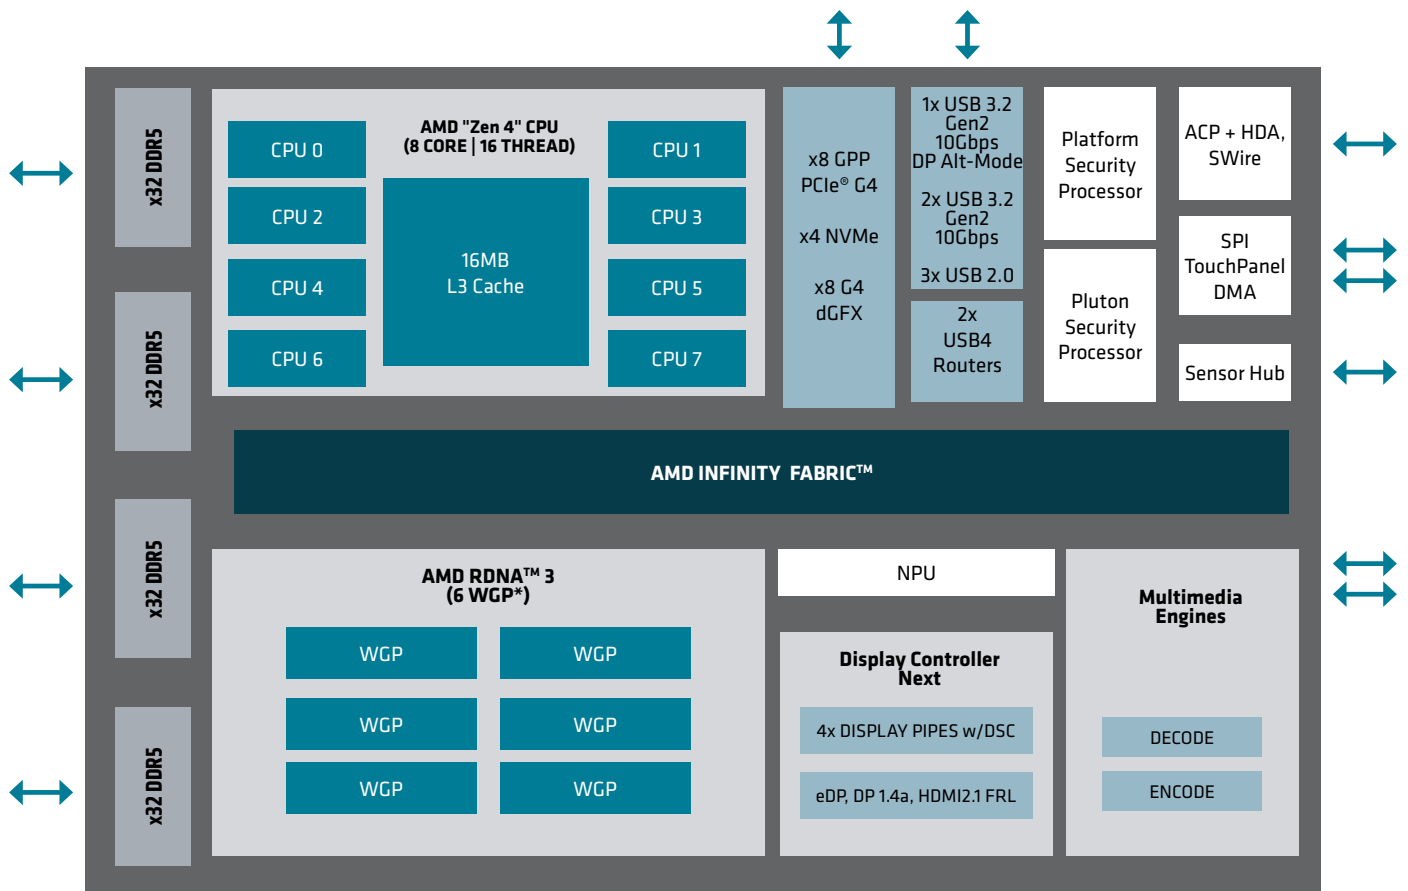 x32 DDR5
x32 DDR5
x32 DDR5
x32 DDR5
AMD "Zen 4" CPU
(8 CORE | 16 THREAD)
CPU 0
CPU 1
CPU 2
CPU 3
CPU 4
CPU 5
CPU 6
CPU 7
16MB
L3 Cache
x8 GPP
PCIe® G4
x4 NVMe
x8 G4
dGFX
1x USB 3.2
Gen2
10Gbps
DP Alt-Mode
2x USB 3.2
Gen2
10Gbps
3x USB 2.0
2x
USB4
Routers
Platform
Security
Processor
Pluton
Security
Processor
ACP + HDA,
SWire
SPI
TouchPanel
DMA
Sensor Hub
AMD INFINITY FABRIC™
AMD RDNA™ 3
(6 WGP*)
WGP
WGP
WGP
WGP
WGP
WGP
NPU
Display Controller
Next
4x DISPLAY PIPES w/DSC
eDP, DP 1.4a, HDMI2.1 FRL
Multimedia
Engines
DECODE
ENCODE